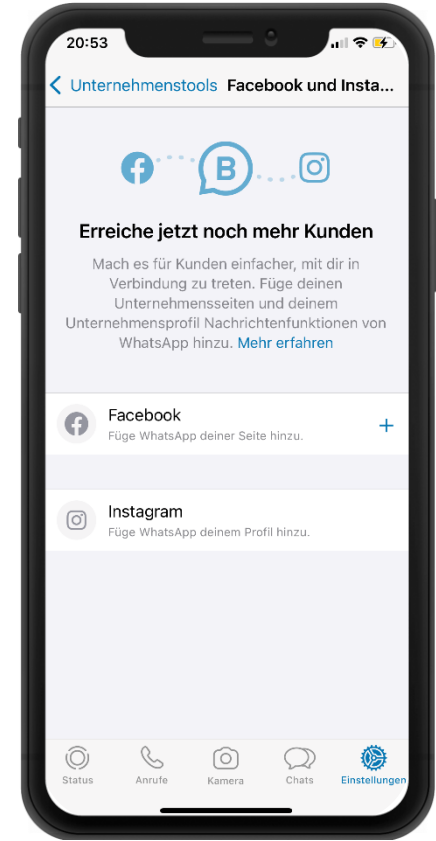 20:53
Unternehmenstools Facebook und Insta...
B
Erreiche jetzt noch mehr Kunden
Mach es für Kunden einfacher, mit dir in
Verbindung zu treten. Füge deinen
Unternehmensseiten und deinem
Unternehmensprofil Nachrichtenfunktionen von
WhatsApp hinzu. Mehr erfahren
Facebook
Füge WhatsApp deiner Seite hinzu.
Instagram
Füge WhatsApp deinem Profil hinzu.
Status Anrufe Kamera Chats Einstellungen